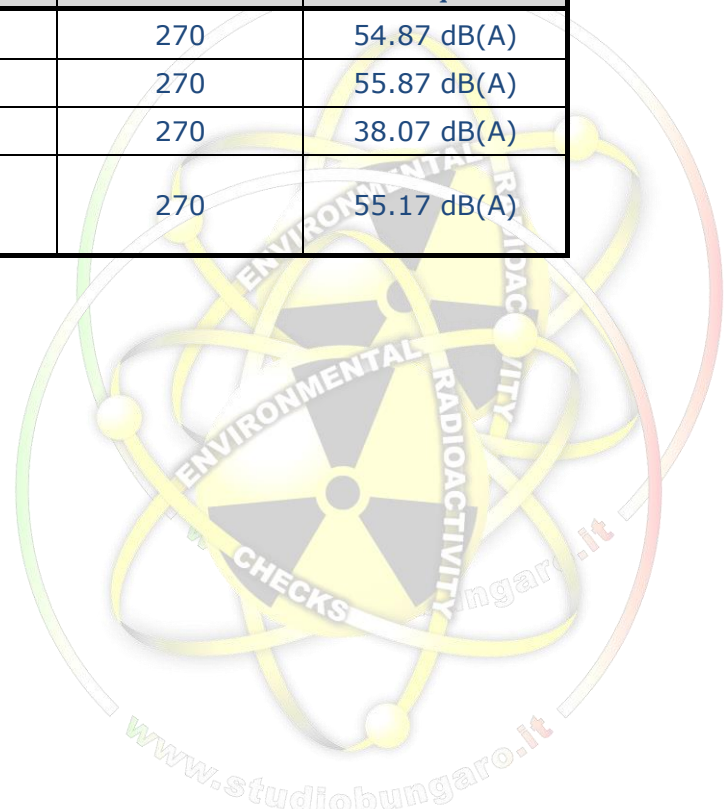 270 54.87 dB(A)
270 55.87 dB(A)
270 38.07 dB(A)
270 55.17 dB(A)
ENVIRONMENTAL RADIOACTIVITY
ENVIRONMENTAL RADIOACTIVITY
CHECKS
www.studiobungaro.it